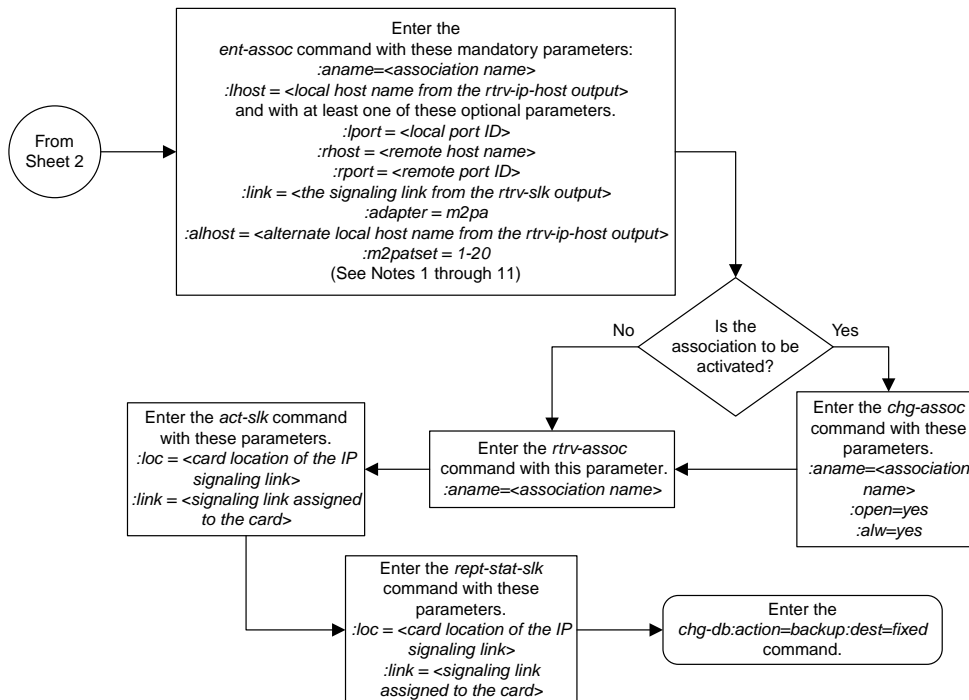 From
Sheet 2
Enter the
ent-assoc command with these mandatory parameters:
:aname=<association name>
:lhost = <local host name from the rtrv-ip-host output>
and with at least one of these optional parameters.
:lport = <local port ID>
:rhost = <remote host name>
:rport = <remote port ID>
:link = <the signaling link from the rtrv-slk output>
:adapter = m2pa
:alhost = <alternate local host name from the rtrv-ip-host output>
:m2patset = 1-20
(See Notes 1 through 11)
Is the
association to be
activated?
No
Yes
Enter the chg-assoc
command with these
parameters.
:aname=<association
name>
:open=yes
:alw=yes
Enter the rtrv-assoc
command with this parameter.
:aname=<association name>
Enter the act-slk command
with these parameters.
:loc = <card location of the IP
signaling link>
:link = <signaling link assigned
to the card>
Enter the rept-stat-slk
command with these
parameters.
:loc = <card location of the IP
signaling link>
:link = <signaling link
assigned to the card>
Enter the
chg-db:action=backup:dest=fixed
command.